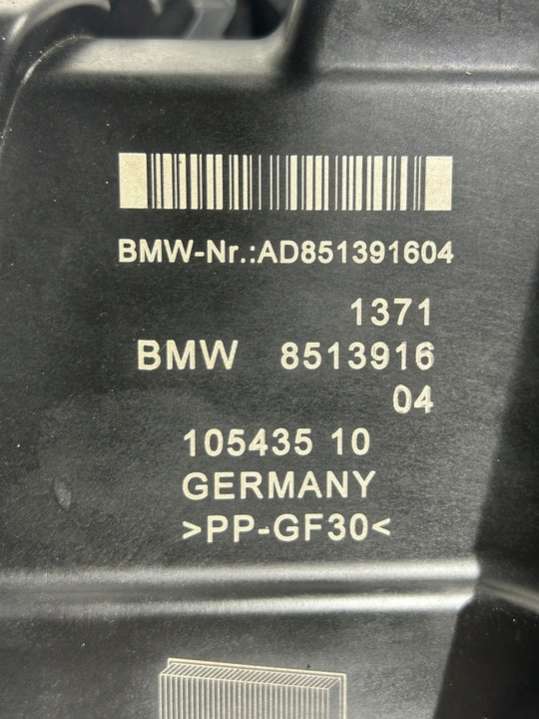 BMW-Nr.:AD851391604
1371
BMW 8513916
04
105435 10
GERMANY
>PP-GF30<